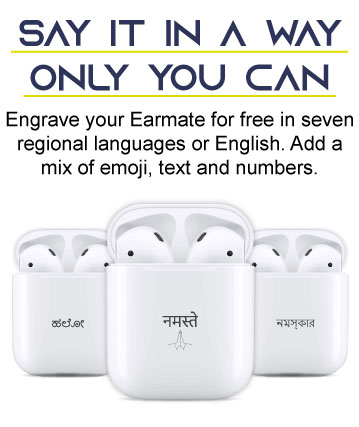 SAY IT IN A WAY
ONLY YOU CAN
Engrave your Earmate for free in seven
regional languages or English. Add a
mix of emoji, text and numbers.
ಹಲೋ
नमस्ते
নমস্কার